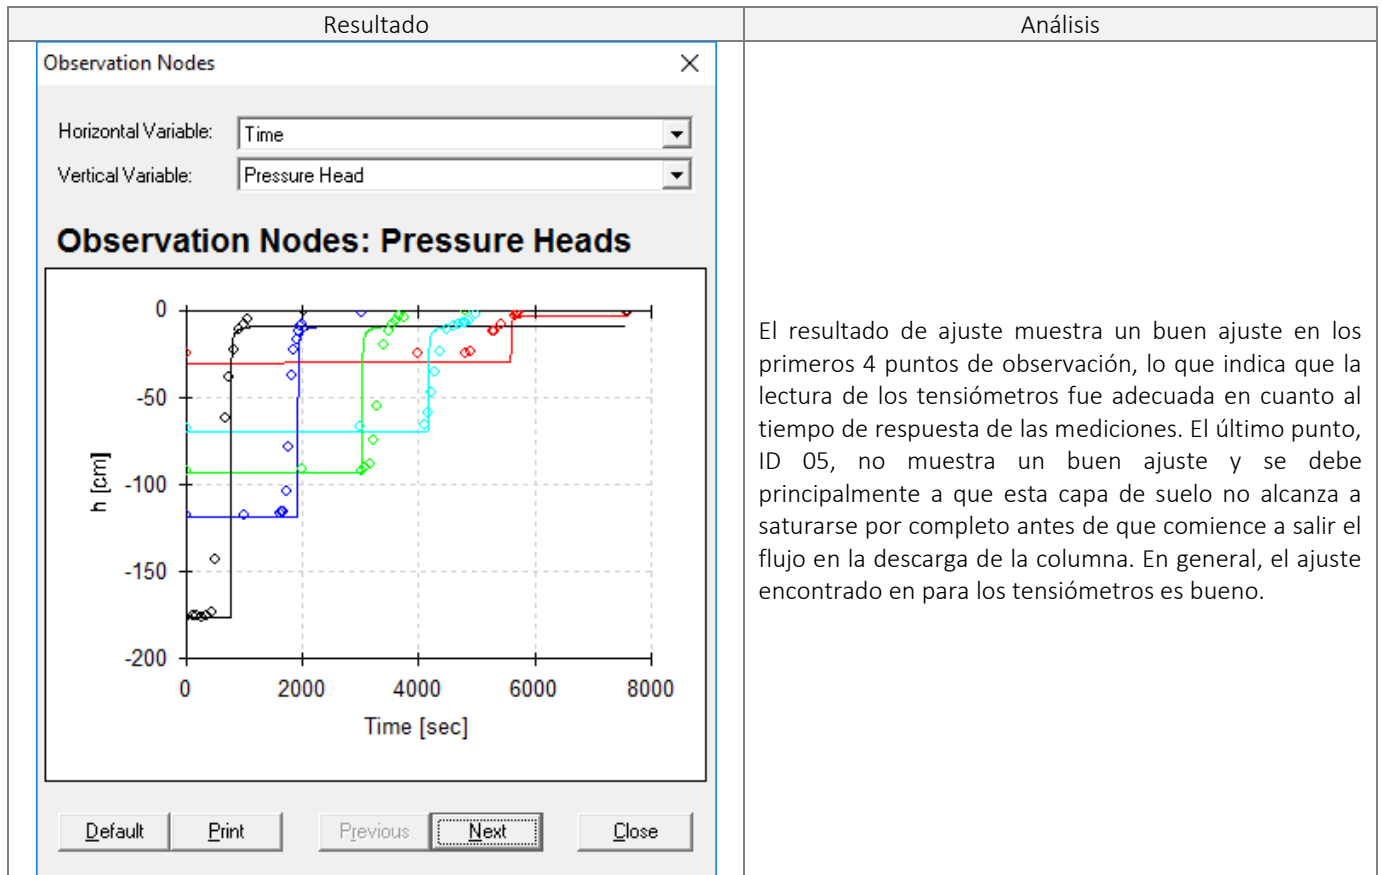 Resultado
Análisis
Observation Nodes
Horizontal Variable:
Time
Vertical Variable:
Pressure Head
Observation Nodes: Pressure Heads
0
-50
-100
-150
-200
h [cm]
0 2000 4000 6000 8000
Time [sec]
Default Print Previous Next Close
El resultado de ajuste muestra un buen ajuste en los
primeros 4 puntos de observación, lo que indica que la
lectura de los tensiómetros fue adecuada en cuanto al
tiempo de respuesta de las mediciones. El último punto,
ID 05, no muestra un buen ajuste y se debe
principalmente a que esta capa de suelo no alcanza a
saturarse por completo antes de que comience a salir el
flujo en la descarga de la columna. En general, el ajuste
encontrado en para los tensiómetros es bueno.